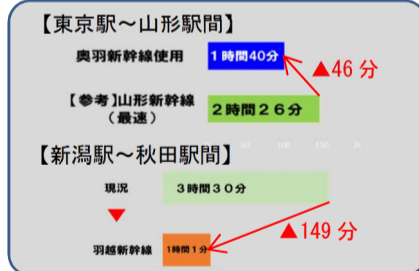 【東京駅~山形駅間】
奥羽新幹線使用
1時間40分
▲46 分
【参考】山形新幹線
(最速)
2時間26分
50 100 150
【新潟駅~秋田駅間】
現況
3時間30分
▲149 分
羽越新幹線
1時間1分